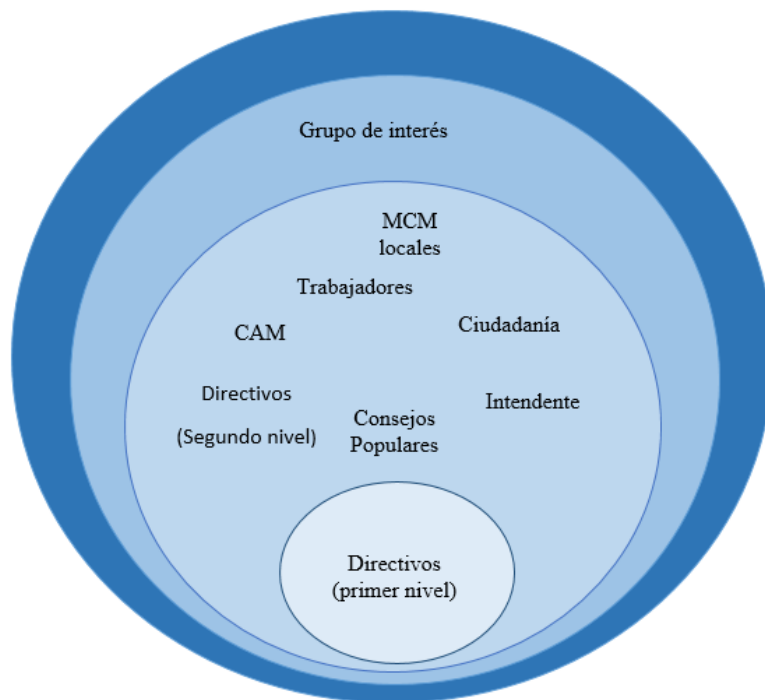 Grupo de interés
MCM
locales
Trabajadores
Ciudadanía
CAM
Directivos
(Segundo nivel)
Intendente
Consejos
Populares
Directivos
(primer nivel)